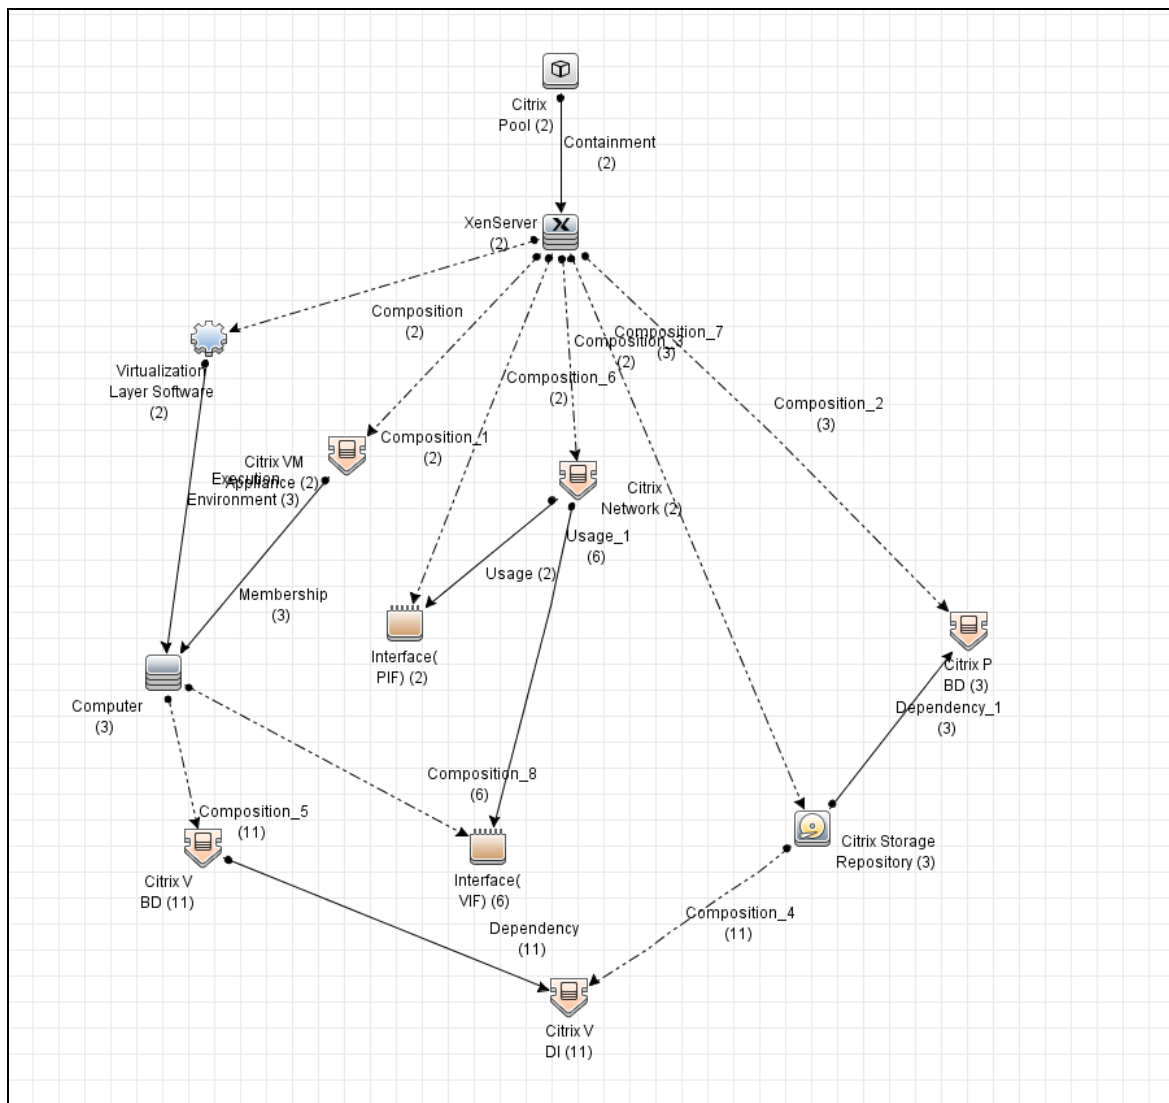 Citrix
Pool (2)
Containment
(2)
XenServer
(2)
Composition
(2)
Composition_7
(3)
Composition_3
(2)
Virtualization
Layer Software
(2)
Composition_6
(2)
Composition_2
(3)
Composition_1
(2)
Citrix VM
Appliance (2)
Execution
Environment (3)
Citrix
Network (2)
Usage_1
(6)
Usage (2)
Membership
(3)
Interface(
PIF) (2)
Citrix P
BD (3)
Computer
(3)
Dependency_1
(3)
Composition_8
(6)
Composition_5
(11)
Citrix Storage
Repository (3)
Citrix V
BD (11)
Interface(
VIF) (6)
Composition_4
(11)
Dependency
(11)
Citrix V
DI (11)